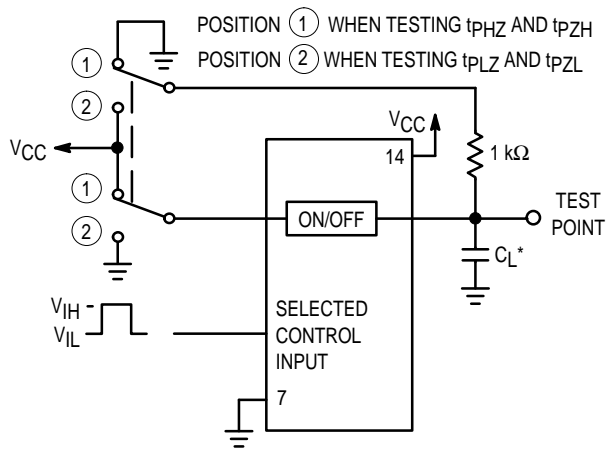 POSITION 1 WHEN TESTING tPHZ AND tPZH
POSITION 2 WHEN TESTING tPLZ AND tPZL
1
2
VCC
1
2
VCC
14
1 kΩ
ON/OFF
TEST
POINT
CL*
VIH
VIL
SELECTED
CONTROL
INPUT
7